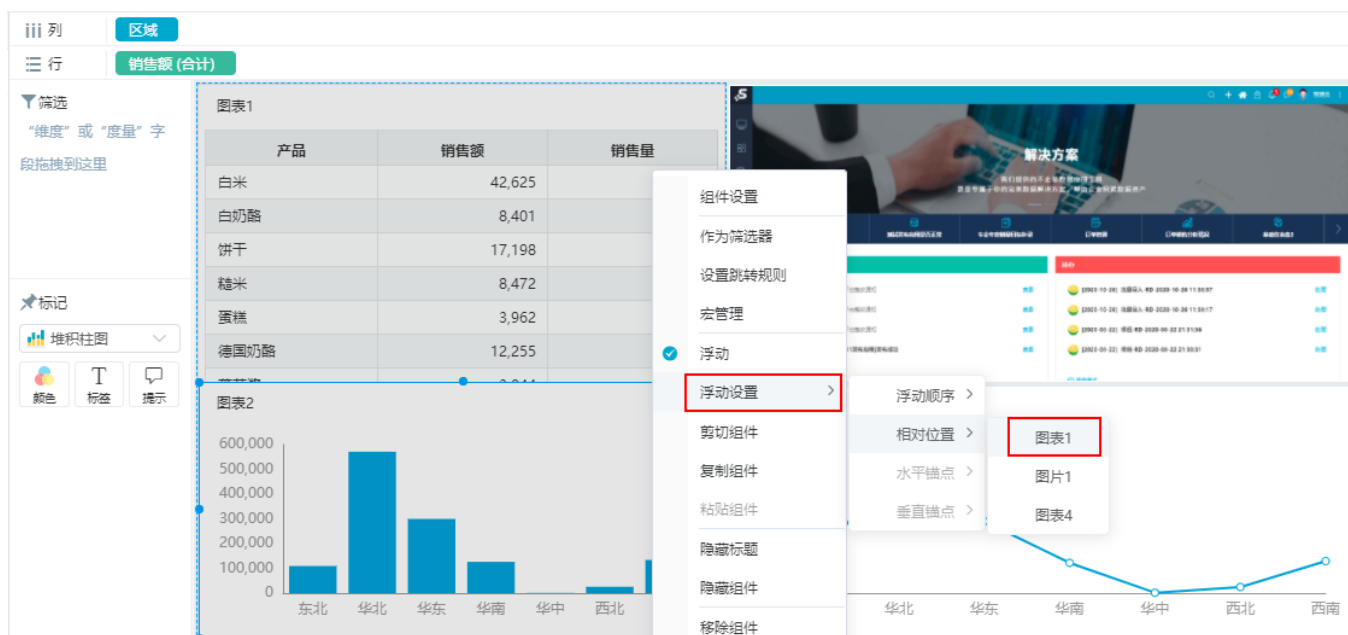 列 区域
行 销售额 (合计)
筛选
“维度”或“度量”字
段拖拽到这里
标记
堆积柱图
颜色 T标签 提示
图表1
产品 销售额 销售量
白米 42,625
白奶酪 8,401
饼干 17,198
糙米 8,472
蛋糕 3,962
德国奶酪 12,255
图表2
600,000
500,000
400,000
300,000
200,000
100,000
0
东北 华北 华东 华南 华中 西北
组件设置
作为筛选器
设置跳转规则
宏管理
浮动
浮动设置
剪切组件
复制组件
粘贴组件
隐藏标题
隐藏组件
移除组件
浮动顺序
相对位置
水平锚点
垂直锚点
图表1
图片1
图表4
解决方案
华北 华东 华南 华中 西北 西南